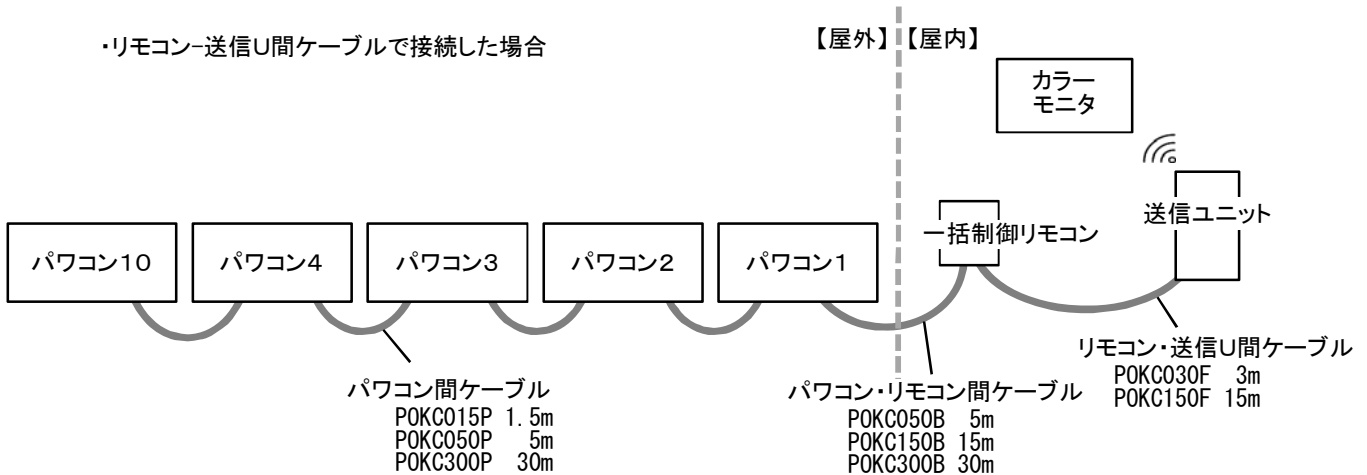 ・リモコン-送信U間ケーブルで接続した場合
【屋外】
【屋内】
カラー
モニタ
送信ユニット
一括制御リモコン
パワコン10
パワコン4
パワコン3
パワコン2
パワコン1
パワコン間ケーブル
POKC015P 1.5m
POKC050P 5m
POKC300P 30m
パワコン・リモコン間ケーブル
POKC050B 5m
POKC150B 15m
POKC300B 30m
リモコン・送信U間ケーブル
POKC030F 3m
POKC150F 15m